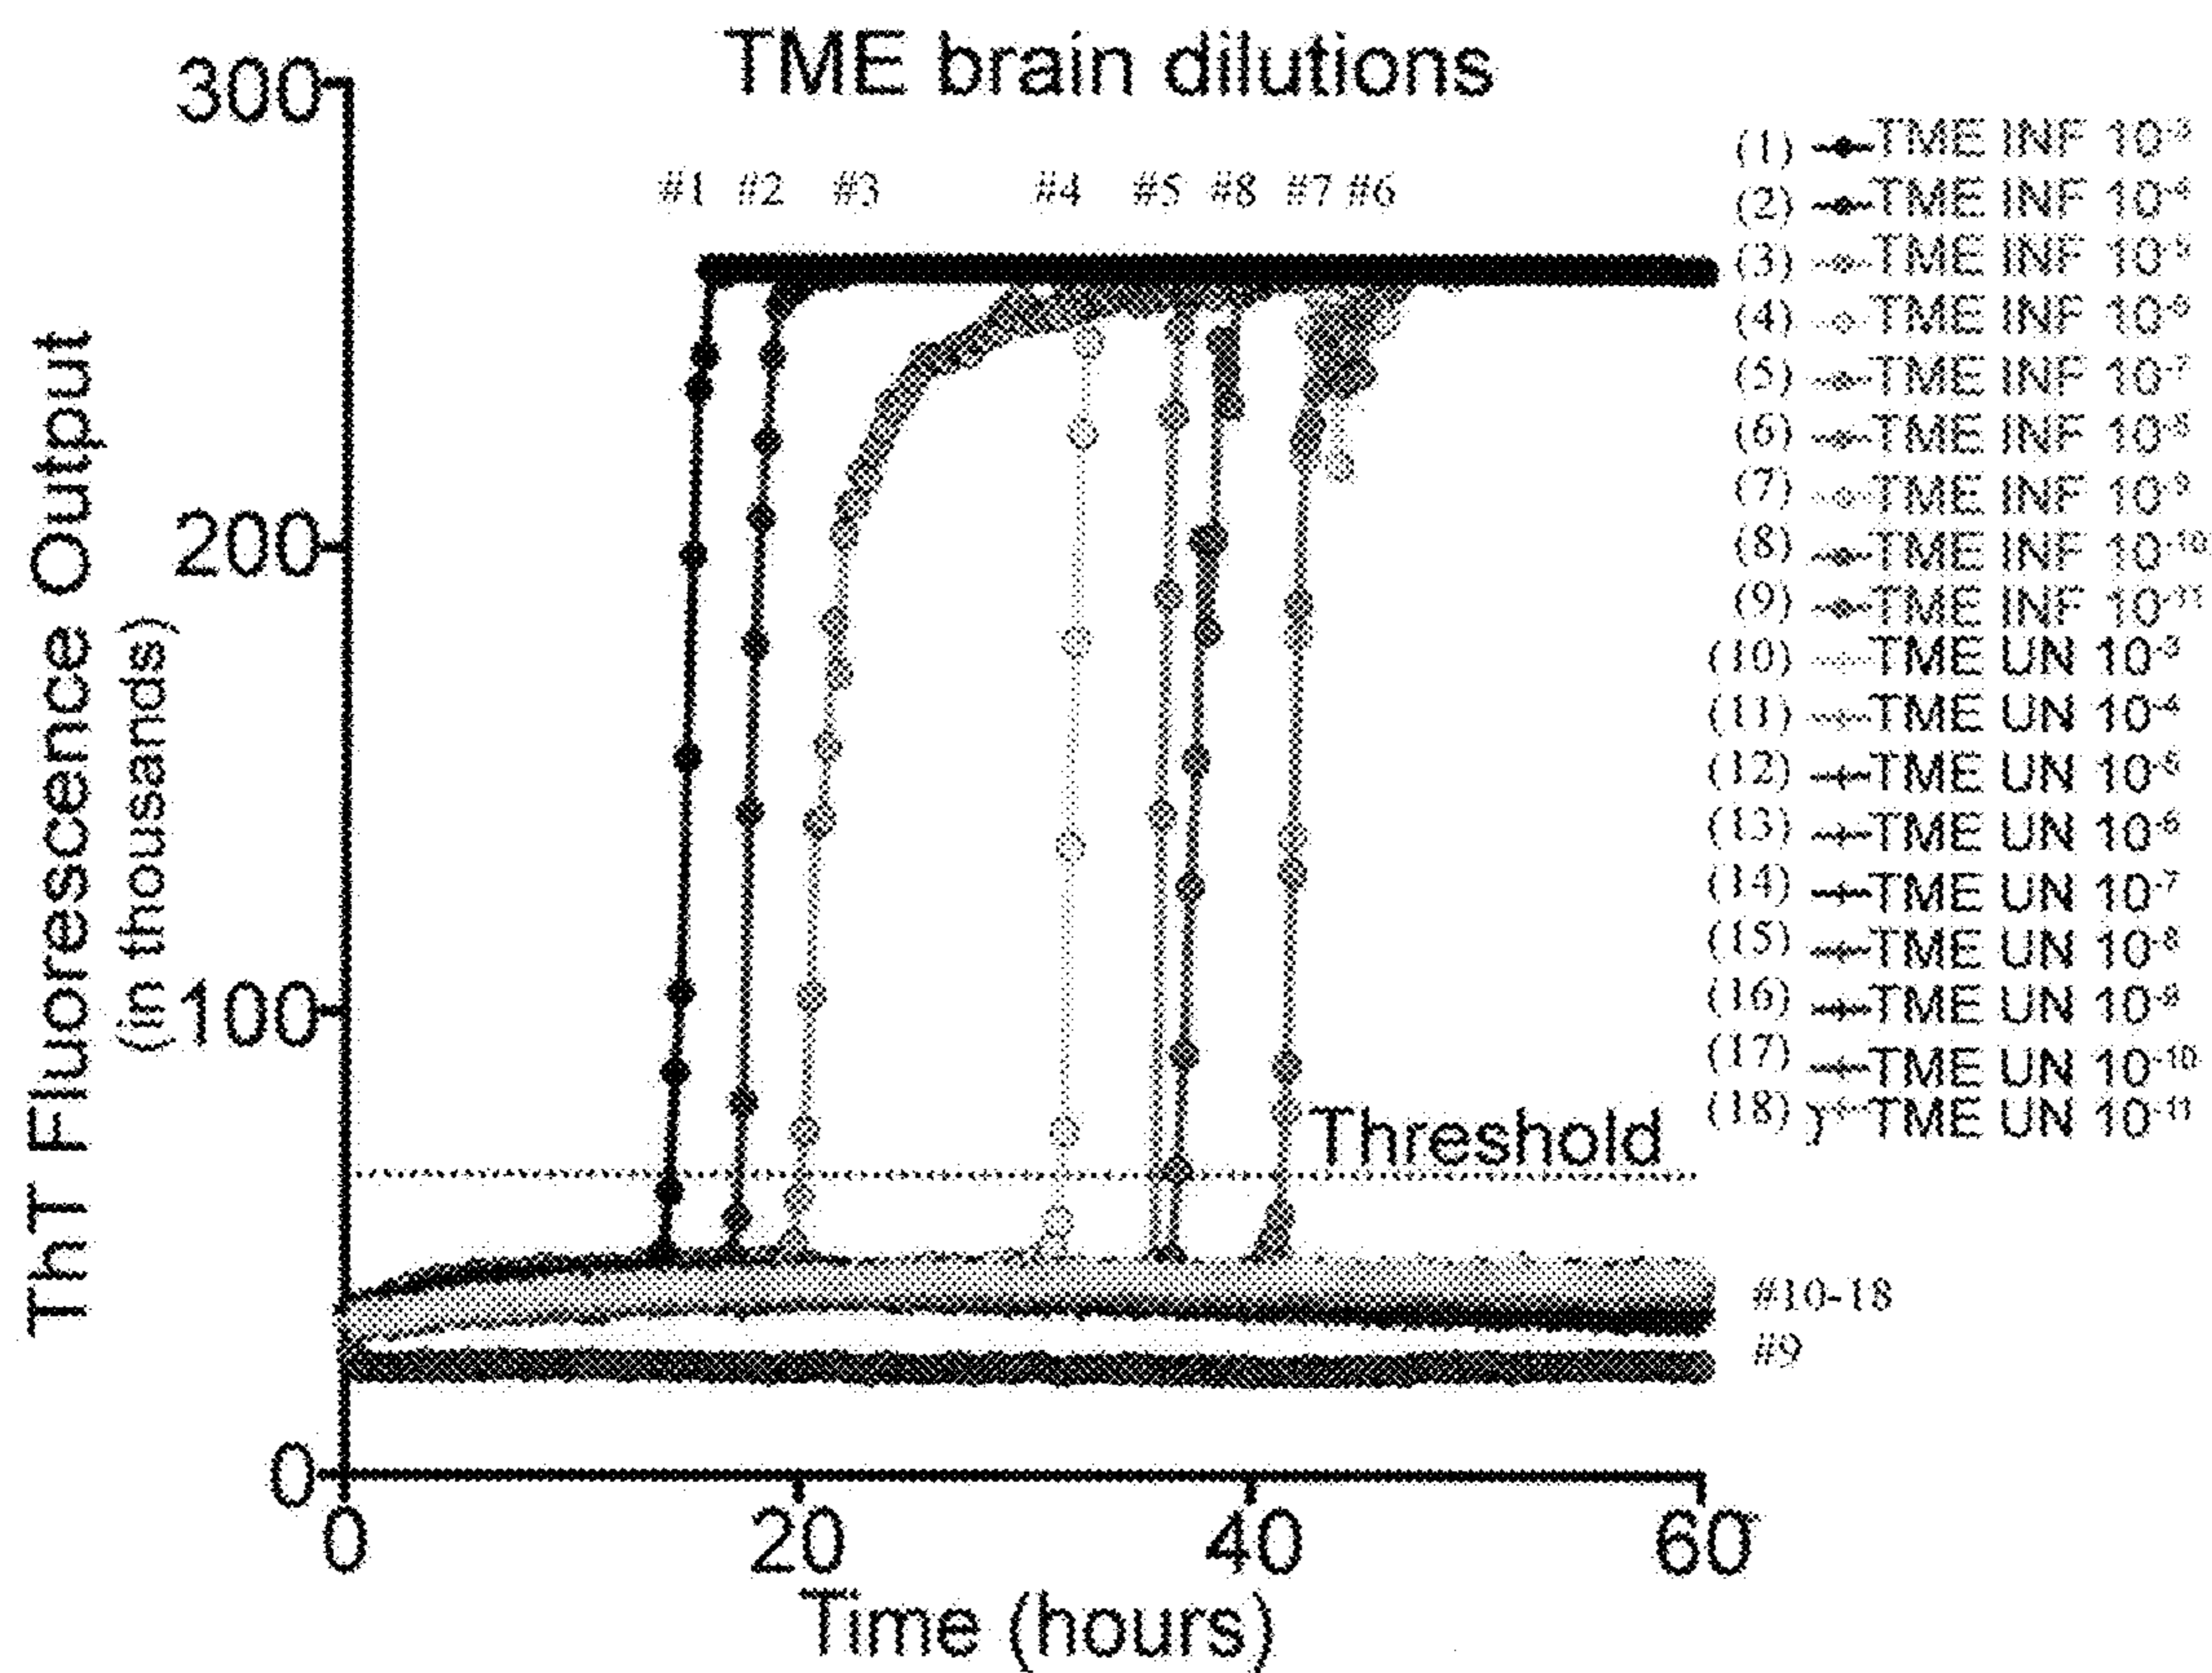 TME brain dilutions
300
200
100
0
ThT Fluorescence Output
(in thousands)
#1 #2 #3 #4 #5 #8 #7 #6
Threshold
#10-18
#9
0 20 40 60
Time (hours)
(1) TME INF 10⁻³
(2) TME INF 10⁻⁴
(3) TME INF 10⁻⁵
(4) TME INF
(5) TME INF 10⁻⁷
(6) TME INF 10⁻⁸
(7) TME INF 10⁻⁹
(8) TME INF 10⁻¹⁰
(9) TME INF 10⁻¹¹
(10) TME UN 10⁻³
(11) TME UN 10⁻⁴
(12) TME UN 10⁻⁵
(13) TME UN 10⁻⁶
(14) TME UN 10⁻⁷
(15) TME UN 10⁻⁸
(16) TME UN
(17) TME UN 10⁻¹⁰
(18) TME UN 10⁻¹¹